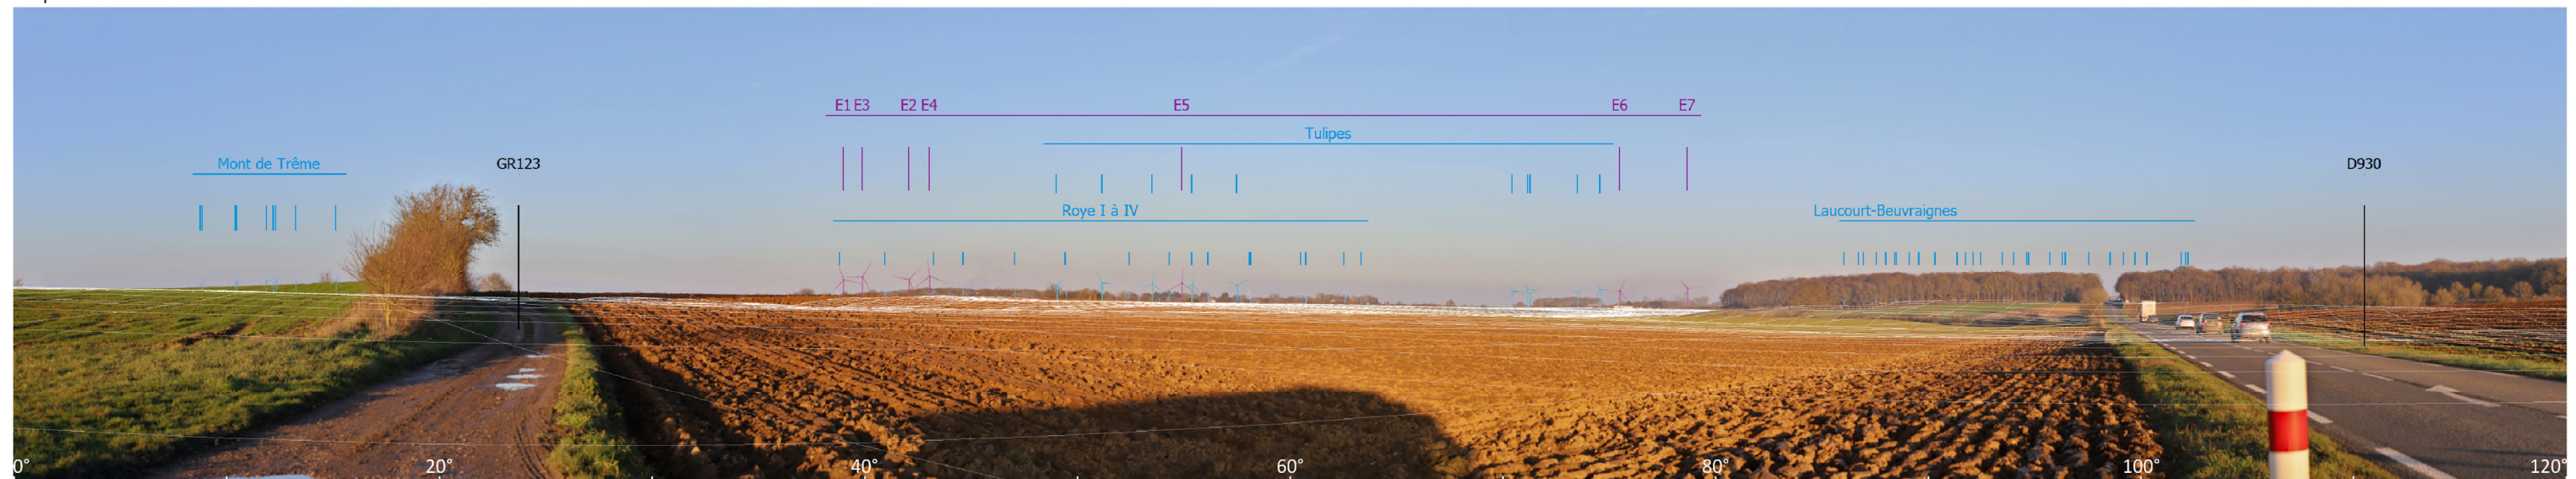 E1 E3 E2 E4 E5 E6 E7
Tulipes
Mont de Trême
GR123
D930
Roye I à IV
Laucourt-Beuvraignes
0° 20° 40° 60° 80° 100° 120°